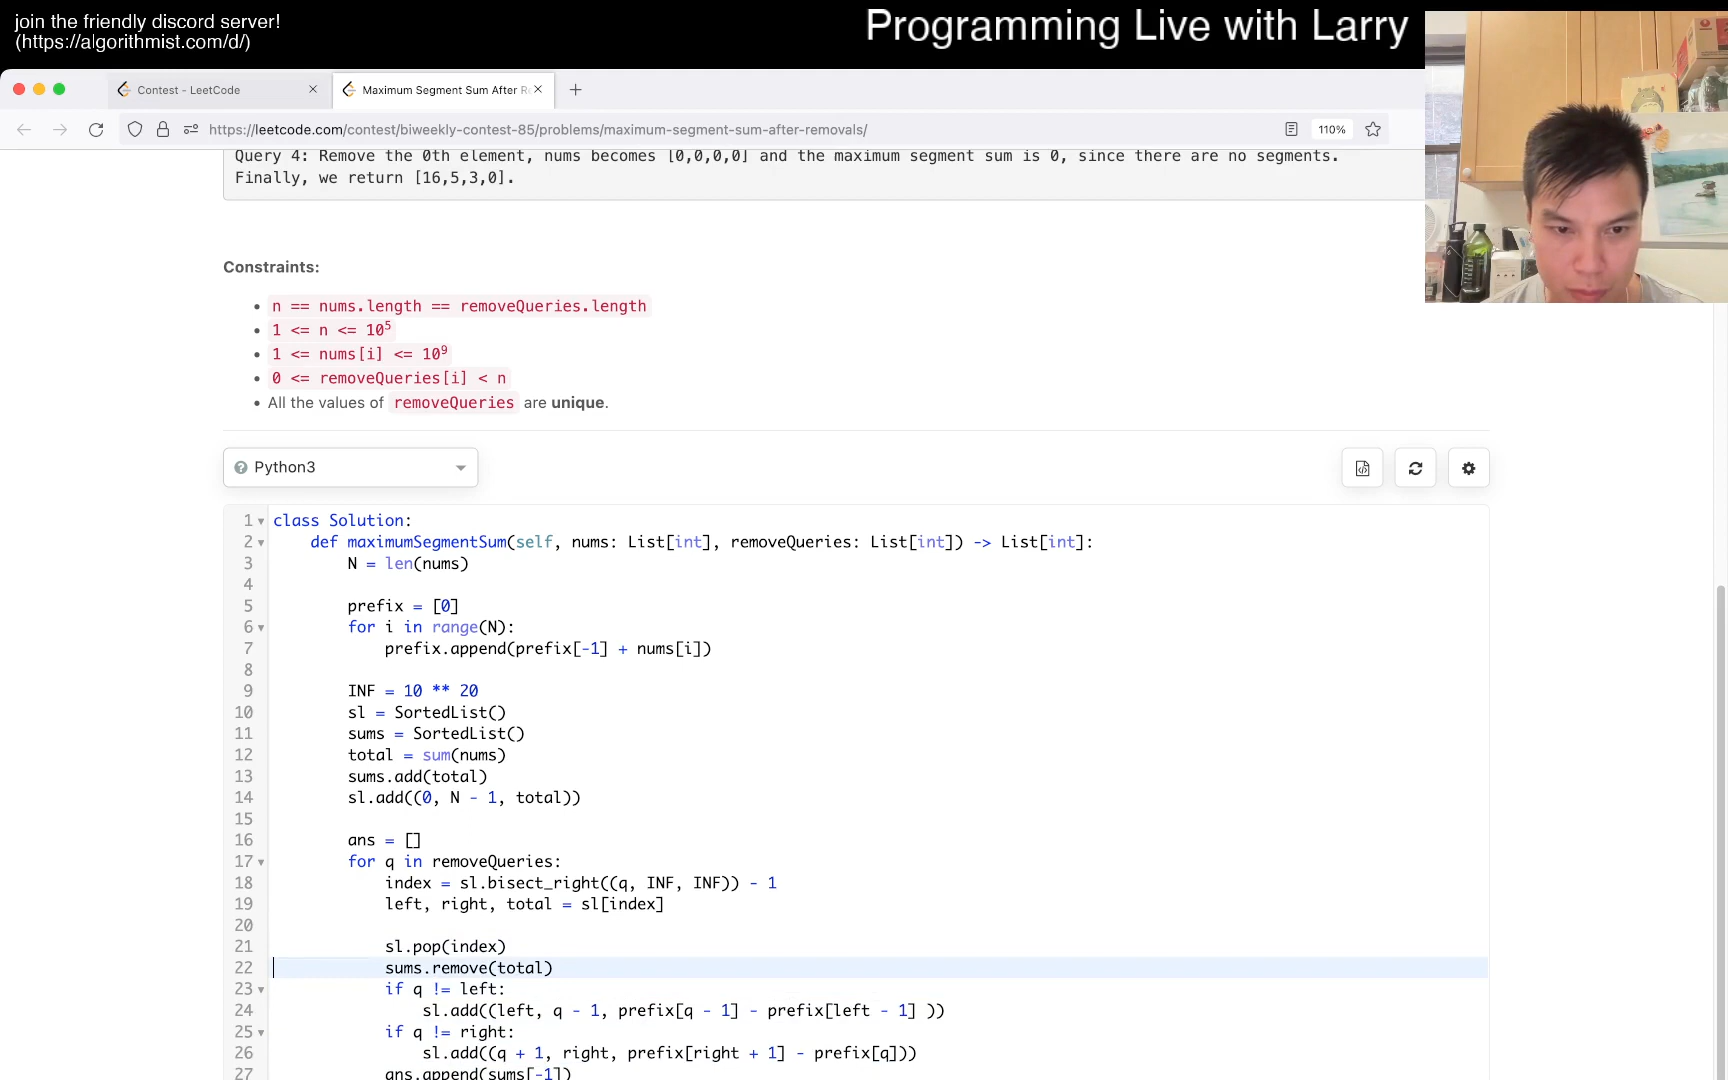 join the friendly discord server!
(https://algorithmist.com/d/)
Programming Live with Larry
Contest - LeetCode
Maximum Segment Sum After R
https://leetcode.com/contest/biweekly-contest-85/problems/maximum-segment-sum-after-removals/
110%
Query 4: Remove the 0th element, nums becomes [0,0,0,0] and the maximum segment sum is 0, since there are no segments.
Finally, we return [16,5,3,0].
Constraints:
• n == nums.length == removeQueries.length
• 1 <= n <= 10⁵
• 1 <= nums[i] <= 10⁹
• 0 <= removeQueries[i] < n
• All the values of removeQueries are unique.
Python3
1 class Solution:
2 def maximumSegmentSum(self, nums: List[int], removeQueries: List[int]) -> List[int]:
3 N = len(nums)
4
5 prefix = [0]
6 for i in range(N):
7 prefix.append(prefix[-1] + nums[i])
8
9 INF = 10 ** 20
10 sl = SortedList()
11 sums = SortedList()
12 total = sum(nums)
13 sums.add(total)
14 sl.add((0, N - 1, total))
15
16 ans = []
17 for q in removeQueries:
18 index = sl.bisect_right((q, INF, INF)) - 1
19 left, right, total = sl[index]
20
21 sl.pop(index)
22 sums.remove(total)
23 if q != left:
24 sl.add((left, q - 1, prefix[q - 1] - prefix[left - 1] ))
25 if q != right:
26 sl.add((q + 1, right, prefix[right + 1] - prefix[q]))
27 ans.append(sums[-1])